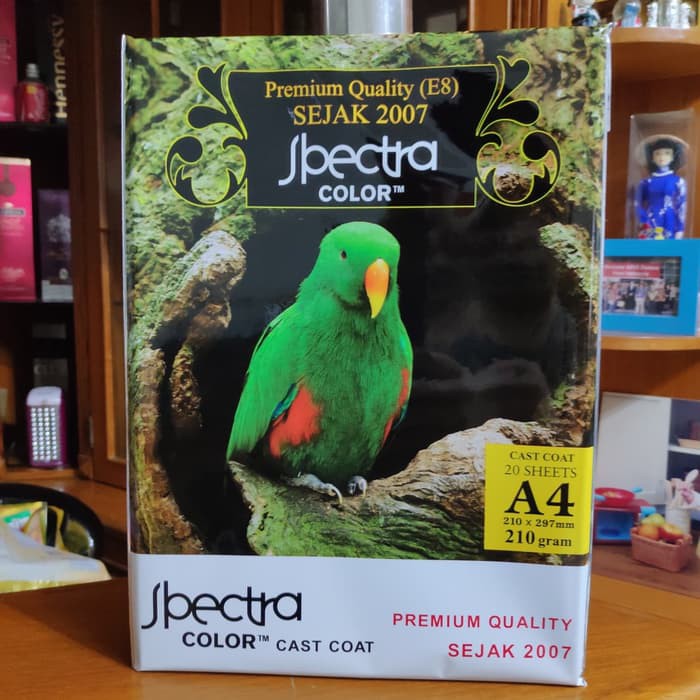 Premium Quality (E8)
SEJAK 2007
Spectra
COLOR™
CAST COAT
20 SHEETS
A4
210 × 297mm
210 gram
Spectra
COLOR™ CAST COAT
PREMIUM QUALITY
SEJAK 2007
Hennessy